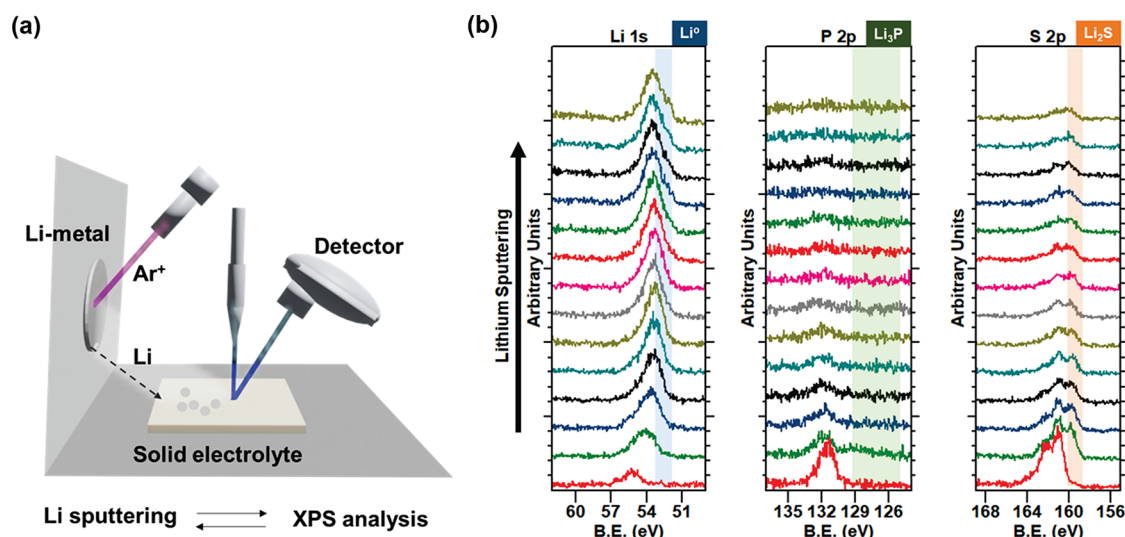 (a)
Li-metal
Ar⁺
Detector
Li
Solid electrolyte
Li sputtering
XPS analysis
(b)
Li 1s
Li⁰
P 2p
Li₃P
S 2p
Li₂S
Lithium Sputtering
Arbitrary Units
Arbitrary Units
Arbitrary Units
60 57 54 51
135 132 129 126
168 164 160 156
B.E. (eV)
B.E. (eV)
B.E. (eV)